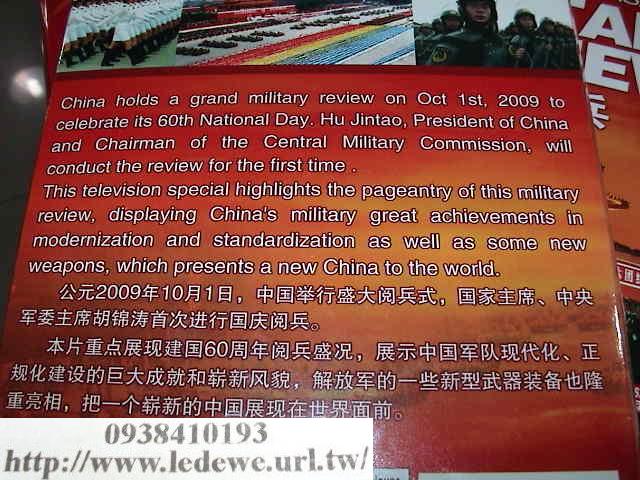 China holds a grand military review on Oct 1st, 2009 to
celebrate its 60th National Day. Hu Jintao, President of China
and Chairman of the Central Military Commission, will
conduct the review for the first time .
This television special highlights the pageantry of this military
review, displaying China's military great achievements in
modernization and standardization as well as some new
weapons, which presents a new China to the world.
公元2009年10月1日，中国举行盛大阅兵式，国家主席、中央
军委主席胡锦涛首次进行国庆阅兵。
本片重点展现建国60周年阅兵盛况，展示中国军队现代化、正
规化建设的巨大成就和崭新风貌，解放军的一些新型武器装备也隆
重亮相，把一个崭新的中国展现在世界面前。
0938410193
http://www.ledewe.url.tw/
兵